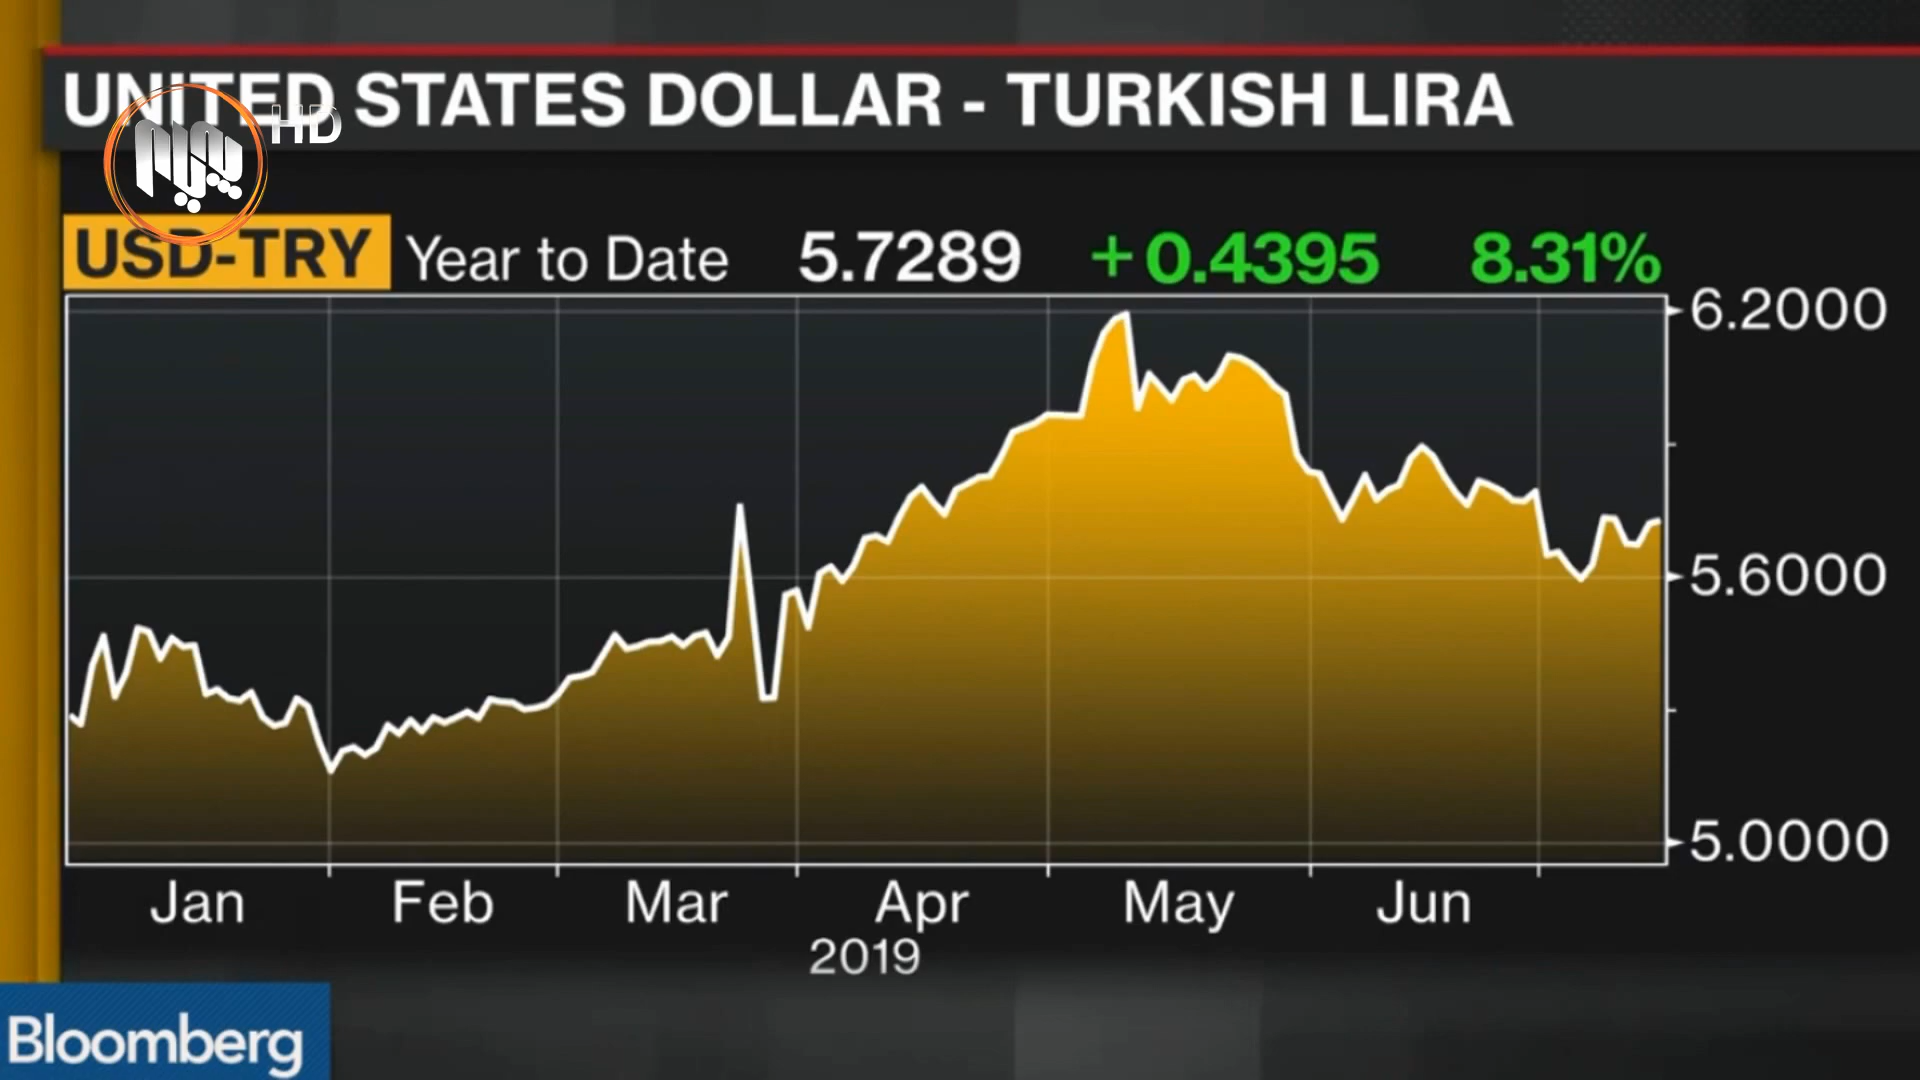 UNITED STATES DOLLAR - TURKISH LIRA
HD
USD-TRY Year to Date 5.7289 +0.4395 8.31%
6.2000
5.6000
5.0000
Jan Feb Mar Apr May Jun
2019
Bloomberg